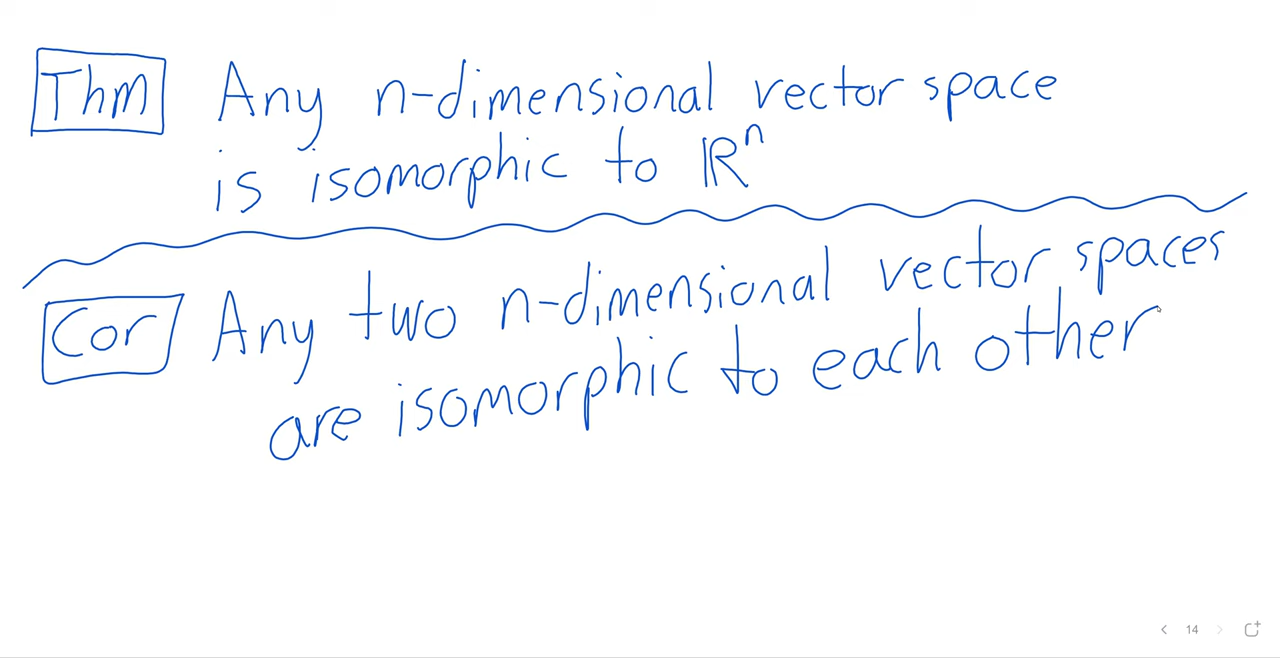 Thm Any n-dimensional vector space
is isomorphic to ℝⁿ
Cor Any two n-dimensional vector spaces
are isomorphic to each other
14